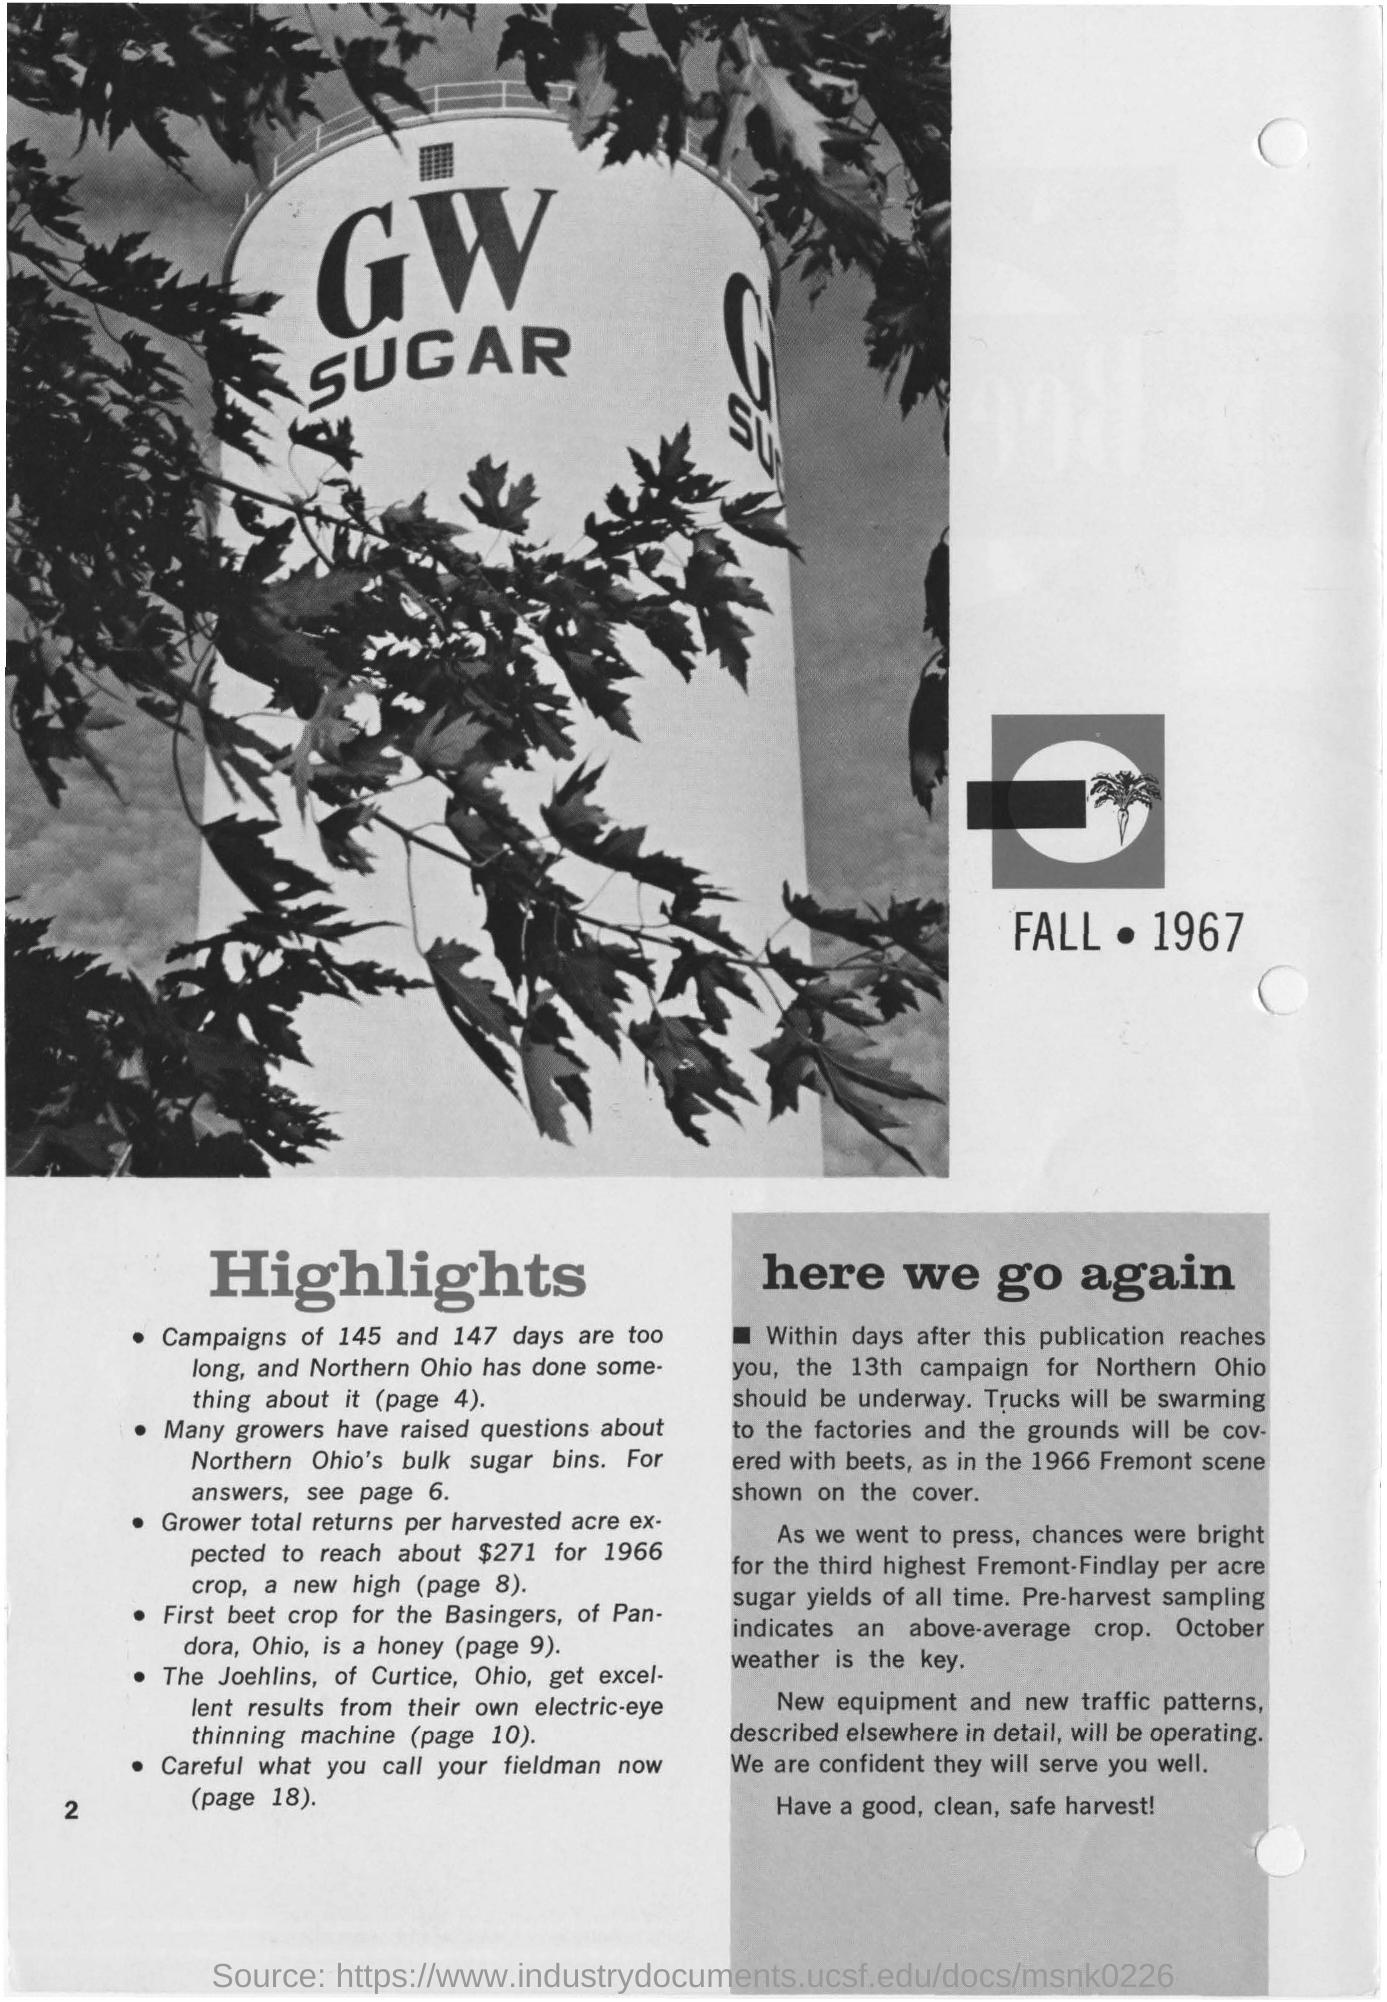 GW
SUGAR
G
SU
FALL • 1967
Highlights
• Campaigns of 145 and 147 days are too
long, and Northern Ohio has done some-
thing about it (page 4).
• Many growers have raised questions about
Northern Ohio's bulk sugar bins. For
answers, see page 6.
• Grower total returns per harvested acre ex-
pected to reach about $271 for 1966
crop, a new high (page 8).
• First beet crop for the Basingers, of Pan-
dora, Ohio, is a honey (page 9).
• The Joehlins, of Curtice, Ohio, get excel-
lent results from their own electric-eye
thinning machine (page 10).
• Careful what you call your fieldman now
(page 18).
2
here we go again
■ Within days after this publication reaches
you, the 13th campaign for Northern Ohio
should be underway. Trucks will be swarming
to the factories and the grounds will be cov-
ered with beets, as in the 1966 Fremont scene
shown on the cover.
As we went to press, chances were bright
for the third highest Fremont-Findlay per acre
sugar yields of all time. Pre-harvest sampling
indicates an above-average crop. October
weather is the key.
New equipment and new traffic patterns,
described elsewhere in detail, will be operating.
We are confident they will serve you well.
Have a good, clean, safe harvest!
Source: https://www.industrydocuments.ucsf.edu/docs/msnk0226